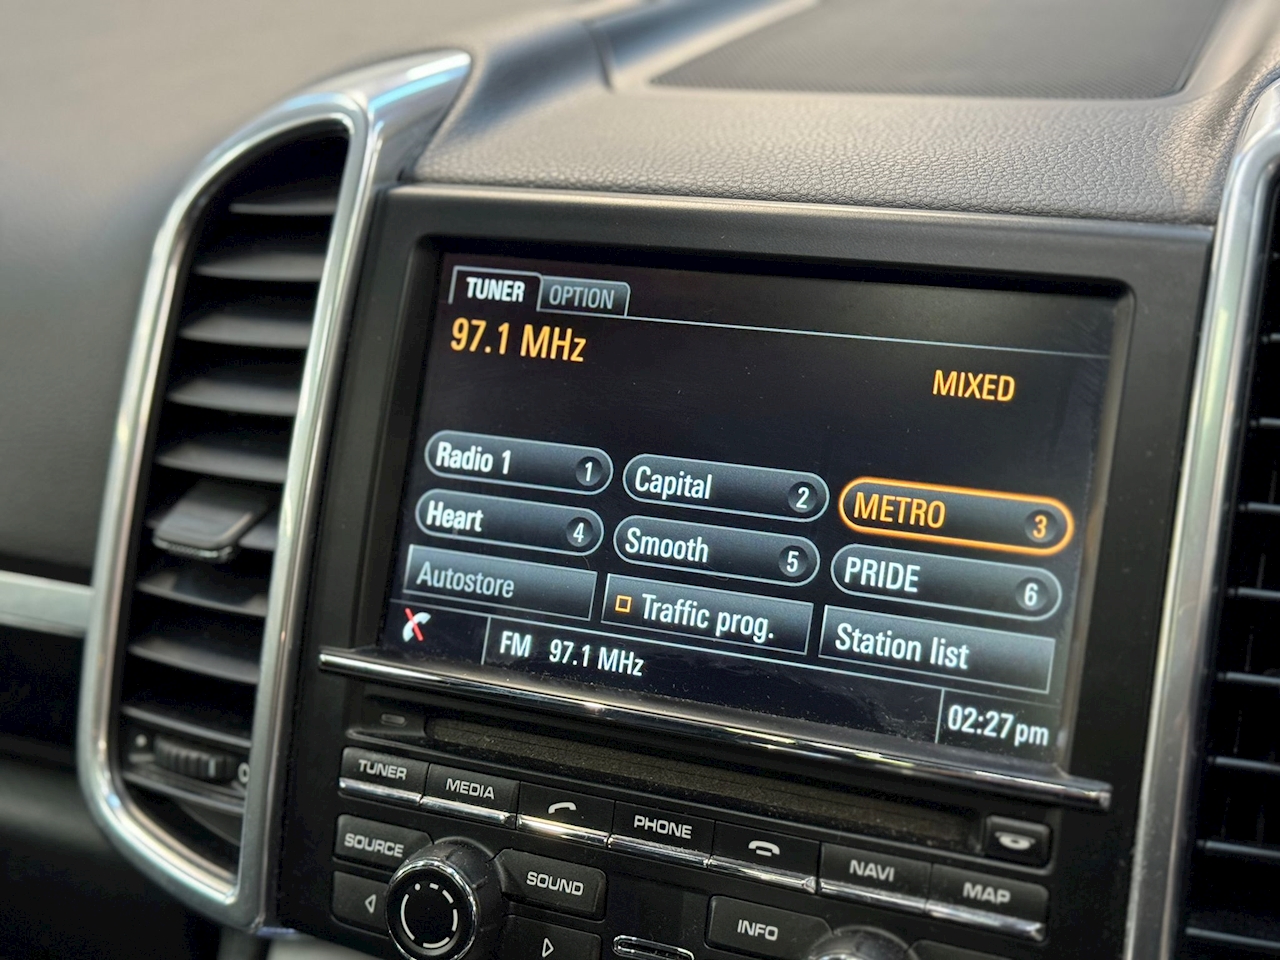 TUNER OPTION
97.1 MHz
MIXED
Radio 1 1
Capital 2
METRO 3
Heart 4
Smooth 5
PRIDE 6
Autostore
Traffic prog.
Station list
FM 97.1 MHz
02:27pm
TUNER
MEDIA
PHONE
NAVI
MAP
SOURCE
SOUND
INFO